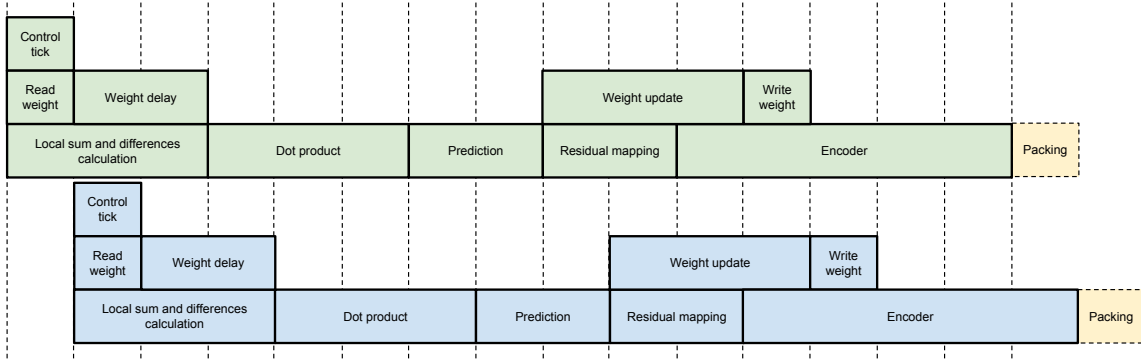 Control
tick
Read
weight
Weight delay
Weight update
Write
weight
Local sum and differences
calculation
Dot product
Prediction
Residual mapping
Encoder
Packing
Control
tick
Read
weight
Weight delay
Weight update
Write
weight
Local sum and differences
calculation
Dot product
Prediction
Residual mapping
Encoder
Packing